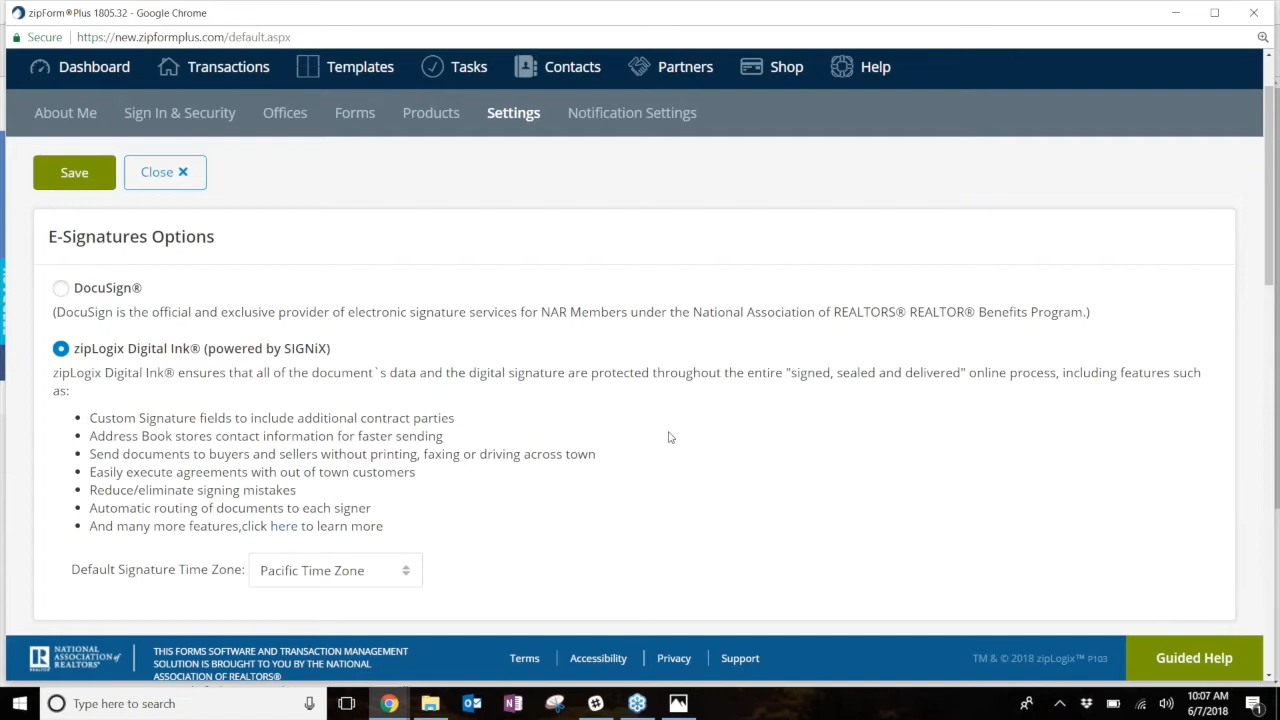 zipForm®Plus 1805.32 - Google Chrome
Secure https://new.zipformplus.com/default.aspx
Dashboard Transactions Templates Tasks Contacts Partners Shop Help
About Me Sign In & Security Offices Forms Products Settings Notification Settings
Save Close ×
E-Signatures Options
DocuSign®
(DocuSign is the official and exclusive provider of electronic signature services for NAR Members under the National Association of REALTORS® REALTOR® Benefits Program.)
zipLogix Digital Ink® (powered by SIGNiX)
zipLogix Digital Ink® ensures that all of the document`s data and the digital signature are protected throughout the entire "signed, sealed and delivered" online process, including features such
as:
• Custom Signature fields to include additional contract parties
• Address Book stores contact information for faster sending
• Send documents to buyers and sellers without printing, faxing or driving across town
• Easily execute agreements with out of town customers
• Reduce/eliminate signing mistakes
• Automatic routing of documents to each signer
• And many more features,click here to learn more
Default Signature Time Zone: Pacific Time Zone
NATIONAL
ASSOCIATION of
REALTORS®
THIS FORMS SOFTWARE AND TRANSACTION MANAGEMENT
SOLUTION IS BROUGHT TO YOU BY THE NATIONAL
ASSOCIATION OF REALTORS®
Terms Accessibility Privacy Support
TM & © 2018 zipLogix™ P103
Guided Help
Type here to search
10:07 AM
6/7/2018
1